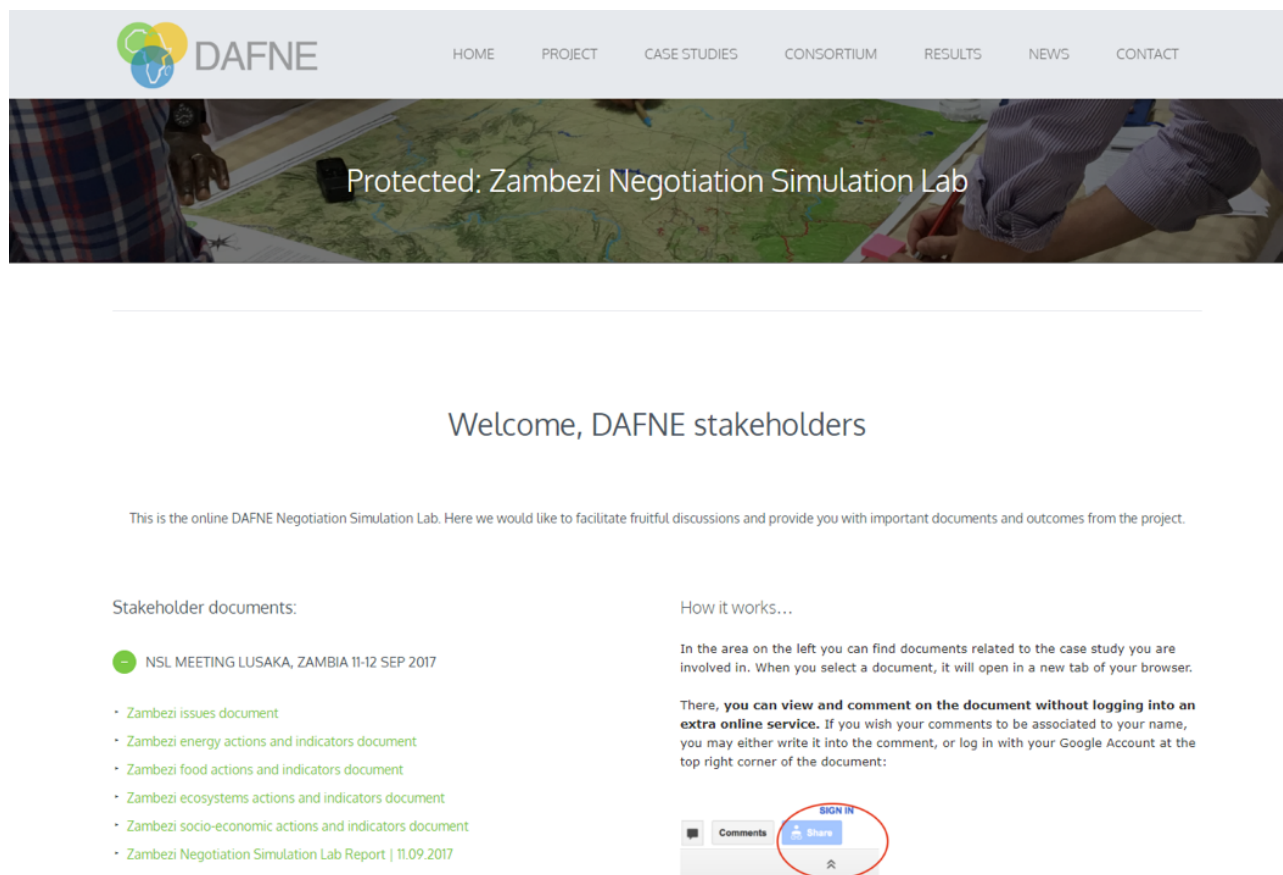 DAFNE
HOME PROJECT CASE STUDIES CONSORTIUM RESULTS NEWS CONTACT
Protected: Zambezi Negotiation Simulation Lab
Welcome, DAFNE stakeholders
This is the online DAFNE Negotiation Simulation Lab. Here we would like to facilitate fruitful discussions and provide you with important documents and outcomes from the project.
Stakeholder documents:
NSL MEETING LUSAKA, ZAMBIA 11-12 SEP 2017
Zambezi issues document
Zambezi energy actions and indicators document
Zambezi food actions and indicators document
Zambezi ecosystems actions and indicators document
Zambezi socio-economic actions and indicators document
Zambezi Negotiation Simulation Lab Report | 11.09.2017
How it works...
In the area on the left you can find documents related to the case study you are
involved in. When you select a document, it will open in a new tab of your browser.
There, you can view and comment on the document without logging into an
extra online service. If you wish your comments to be associated to your name,
you may either write it into the comment, or log in with your Google Account at the
top right corner of the document:
SIGN IN
Comments Share